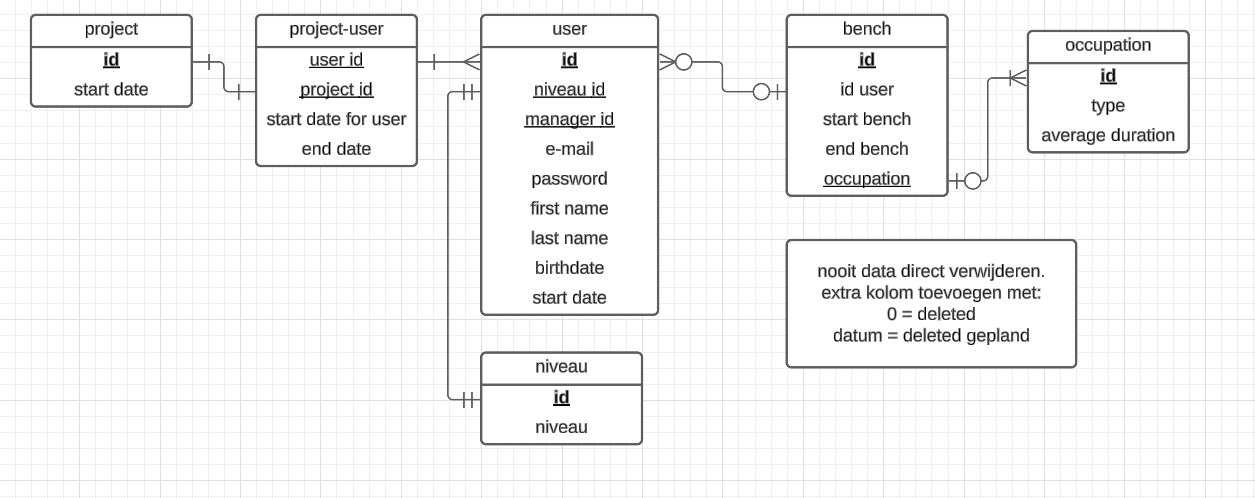 project
id
start date
project-user
user id
project id
start date for user
end date
user
id
niveau id
manager id
e-mail
password
first name
last name
birthdate
start date
bench
id
id user
start bench
end bench
occupation
occupation
id
type
average duration
nooit data direct verwijderen.
extra kolom toevoegen met:
0 = deleted
datum = deleted gepland
niveau
id
niveau